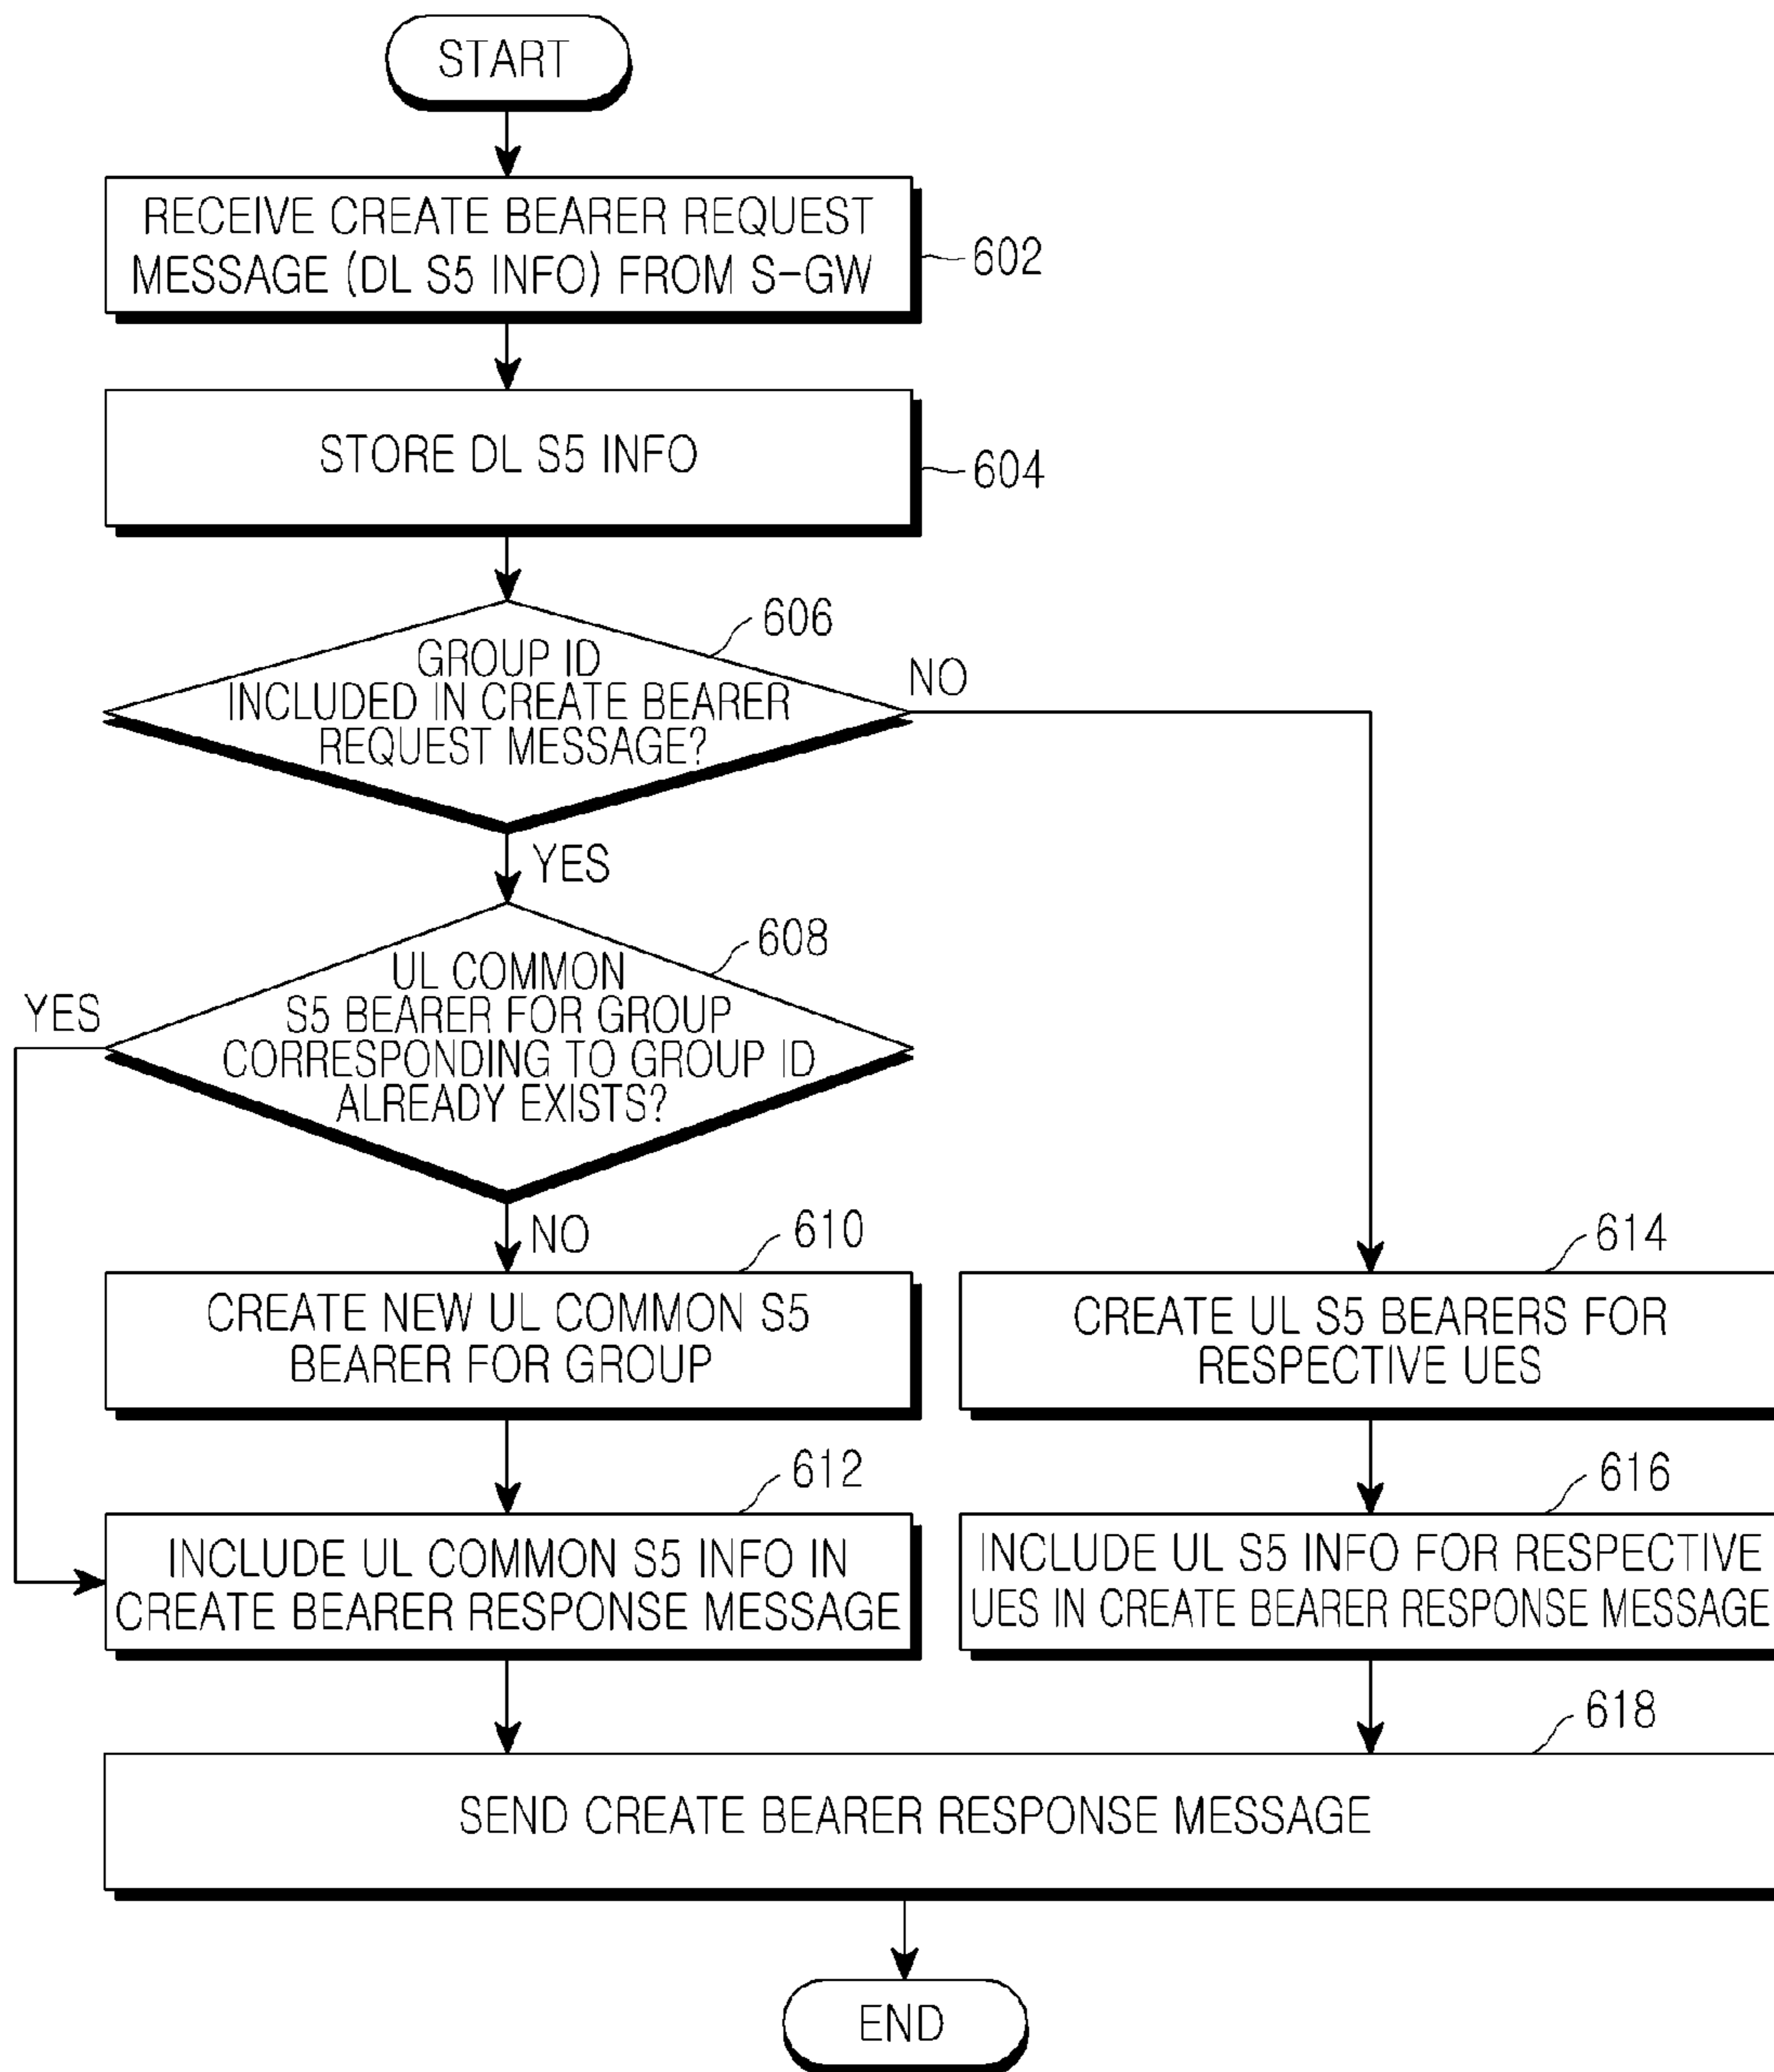 START
RECEIVE CREATE BEARER REQUEST
MESSAGE (DL S5 INFO) FROM S-GW
602
STORE DL S5 INFO
604
606
GROUP ID
INCLUDED IN CREATE BEARER
REQUEST MESSAGE?
NO
YES
608
UL COMMON
S5 BEARER FOR GROUP
CORRESPONDING TO GROUP ID
ALREADY EXISTS?
YES
NO
610
CREATE NEW UL COMMON S5
BEARER FOR GROUP
614
CREATE UL S5 BEARERS FOR
RESPECTIVE UES
612
INCLUDE UL COMMON S5 INFO IN
CREATE BEARER RESPONSE MESSAGE
616
INCLUDE UL S5 INFO FOR RESPECTIVE
UES IN CREATE BEARER RESPONSE MESSAGE
618
SEND CREATE BEARER RESPONSE MESSAGE
END